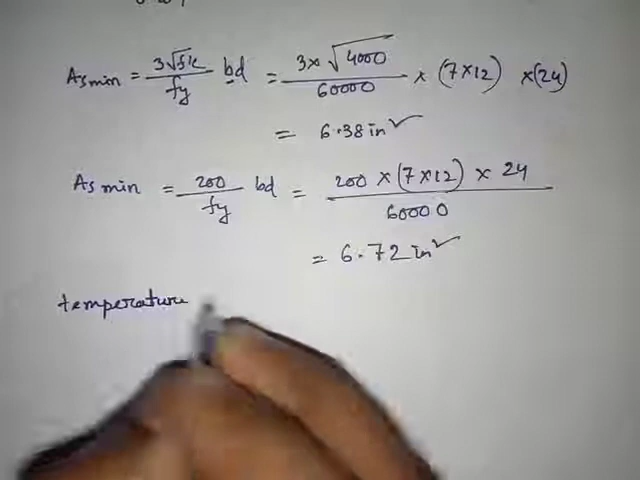 As min = 3√f'c / fy bd = 3 × √4000 / 60000 × (7×12) × (24)
= 6.38 in²
As min = 200 / fy bd = 200 × (7×12) × 24 / 60000
= 6.72 in²
temperature